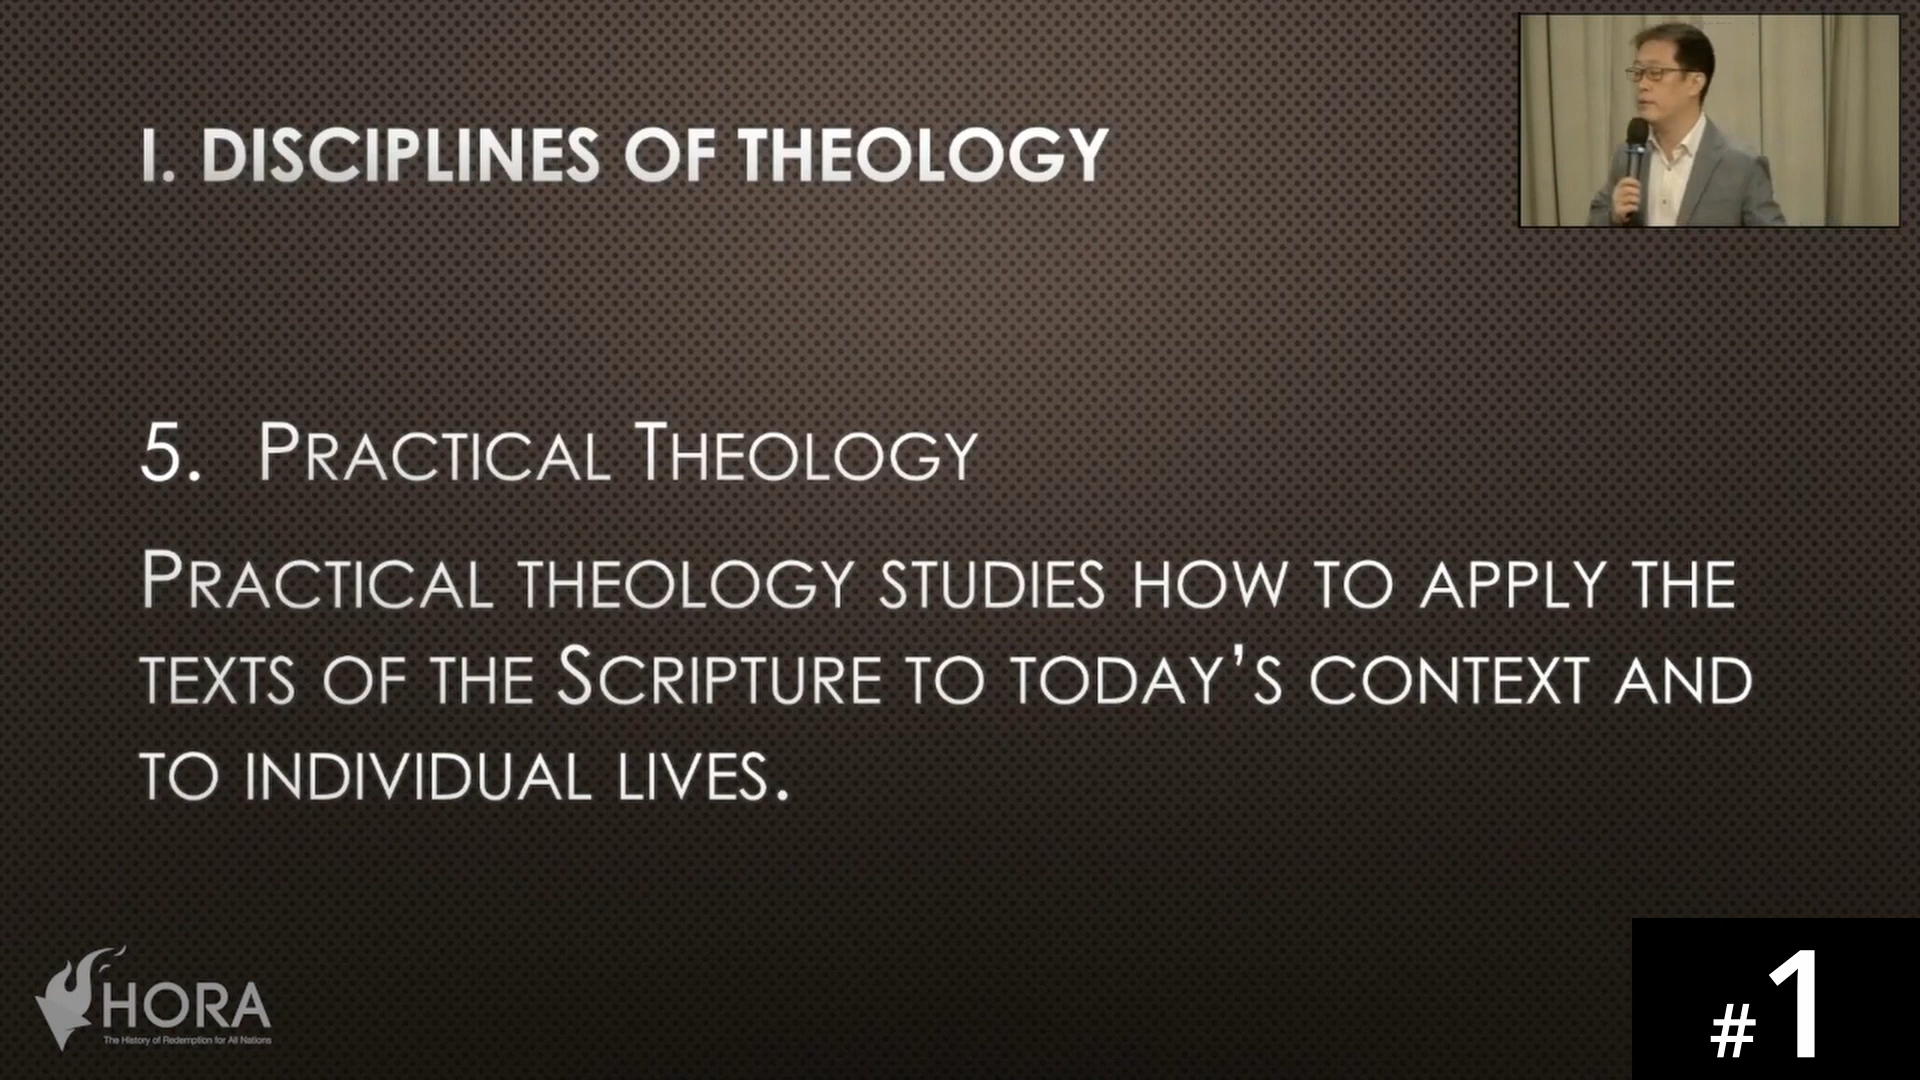 I. DISCIPLINES OF THEOLOGY
5. PRACTICAL THEOLOGY
PRACTICAL THEOLOGY STUDIES HOW TO APPLY THE
TEXTS OF THE SCRIPTURE TO TODAY’S CONTEXT AND
TO INDIVIDUAL LIVES.
HORA
The History of Redemption for All Nations
#1